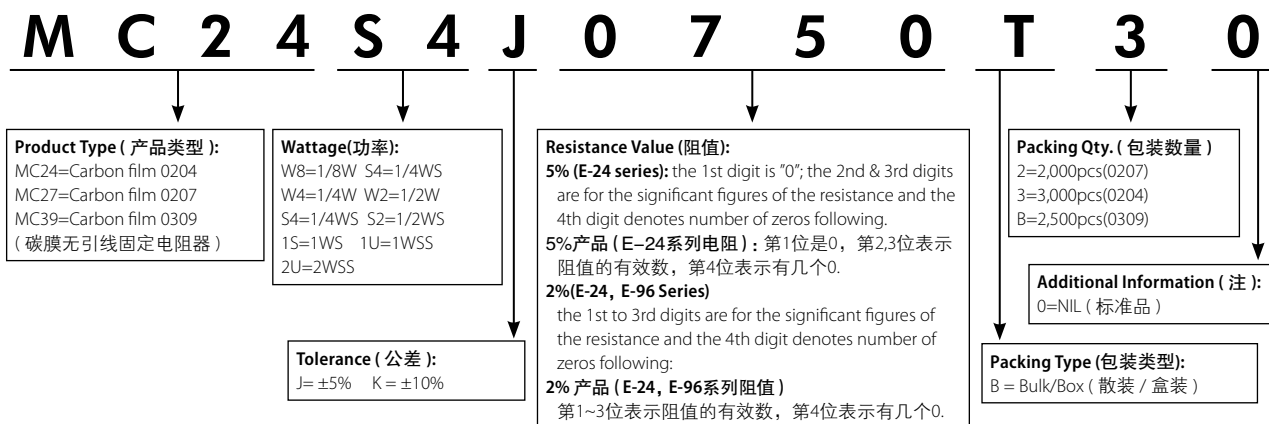 M C 2 4 S 4 J 0 7 5 0 T 3 0
Product Type ( 产品类型 ):
MC24=Carbon film 0204
MC27=Carbon film 0207
MC39=Carbon film 0309
( 碳膜无引线固定电阻器 )
Wattage(功率):
W8=1/8W S4=1/4WS
W4=1/4W W2=1/2W
S4=1/4WS S2=1/2WS
1S=1WS 1U=1WSS
2U=2WSS
Tolerance ( 公差 ):
J= ±5% K = ±10%
Resistance Value (阻值):
5% (E-24 series): the 1st digit is "0"; the 2nd & 3rd digits
are for the significant figures of the resistance and the
4th digit denotes number of zeros following.
5%产品 ( E–24系列电阻 ) : 第1位是0，第2,3位表示
阻值的有效数，第4位表示有几个0.
2%(E-24, E-96 Series)
the 1st to 3rd digits are for the significant figures of
the resistance and the 4th digit denotes number of
zeros following:
2% 产品 ( E-24, E-96系列阻值 )
第1~3位表示阻值的有效数，第4位表示有几个0.
Packing Qty. ( 包装数量 )
2=2,000pcs(0207)
3=3,000pcs(0204)
B=2,500pcs(0309)
Additional Information ( 注 ):
0=NIL ( 标准品 )
Packing Type (包装类型):
B = Bulk/Box ( 散装 / 盒装 )